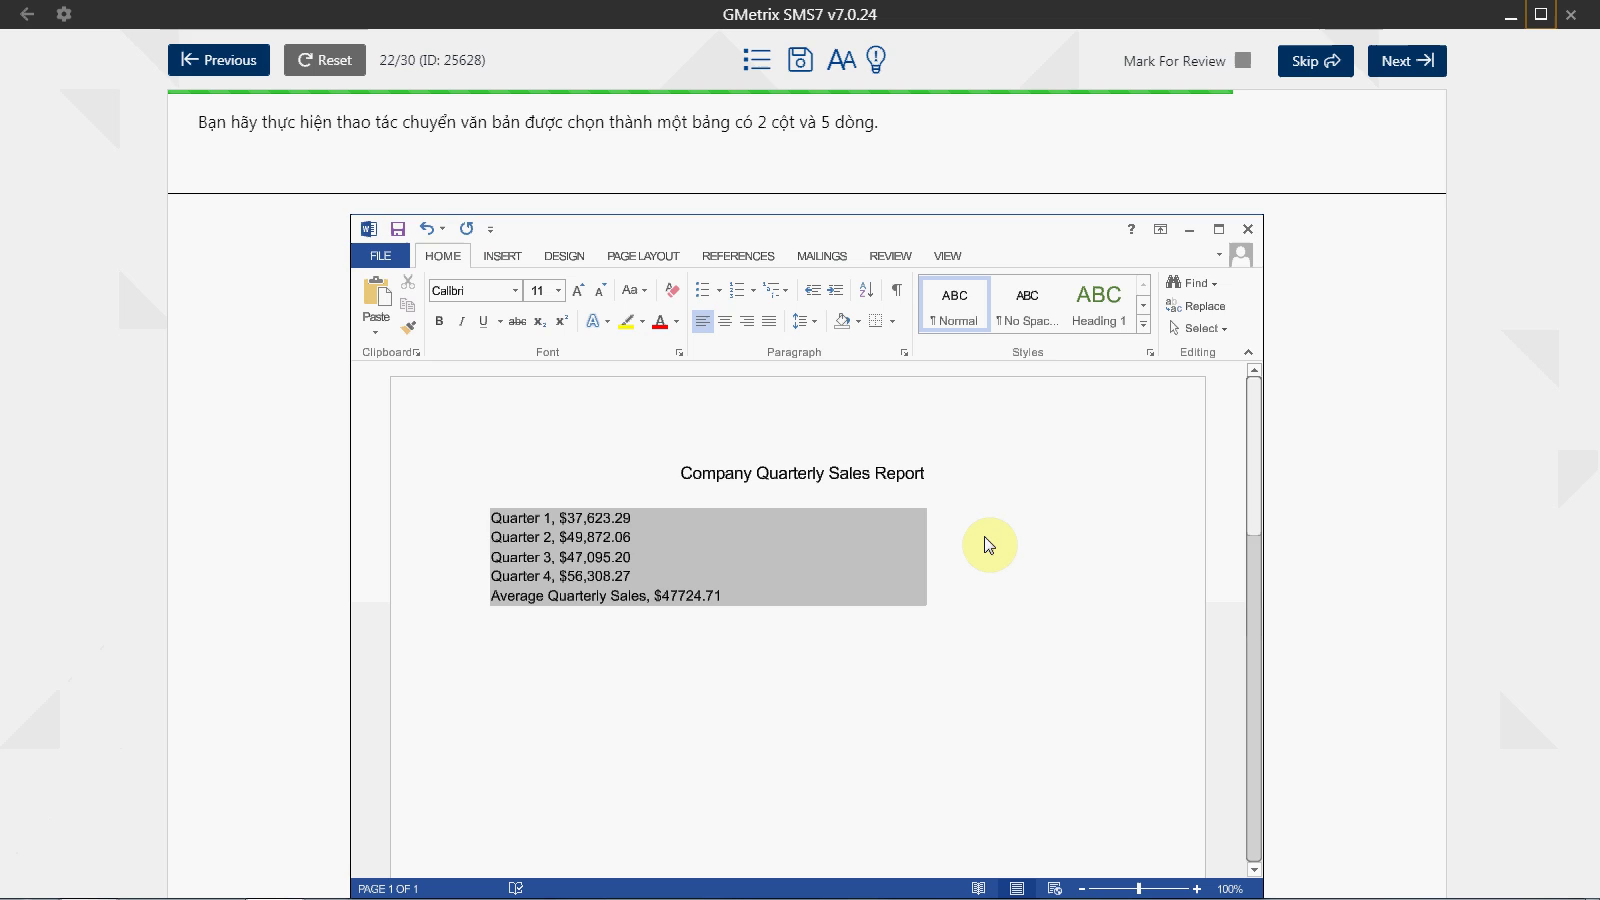 GMetrix SMS7 v7.0.24
Previous Reset 22/30 (ID: 25628) AA Mark For Review Skip Next
Bạn hãy thực hiện thao tác chuyển văn bản được chọn thành một bảng có 2 cột và 5 dòng.
?
FILE HOME INSERT DESIGN PAGE LAYOUT REFERENCES MAILINGS REVIEW VIEW
Paste Calibri 11 A A Aa
B I U abc x₂ x² A A
ABC ABC ABC
¶ Normal ¶ No Spac... Heading 1
Find
Replace
Select
Clipboard Font Paragraph Styles Editing
Company Quarterly Sales Report
Quarter 1, $37,623.29
Quarter 2, $49,872.06
Quarter 3, $47,095.20
Quarter 4, $56,308.27
Average Quarterly Sales, $47724.71
PAGE 1 OF 1 100%